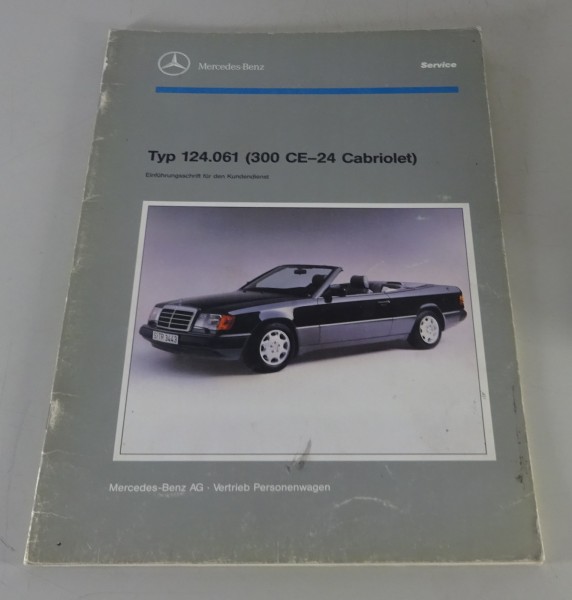 Mercedes-Benz
Service
Typ 124.061 (300 CE–24 Cabriolet)
Einführungsschrift für den Kundendienst
Mercedes-Benz AG · Vertrieb Personenwagen